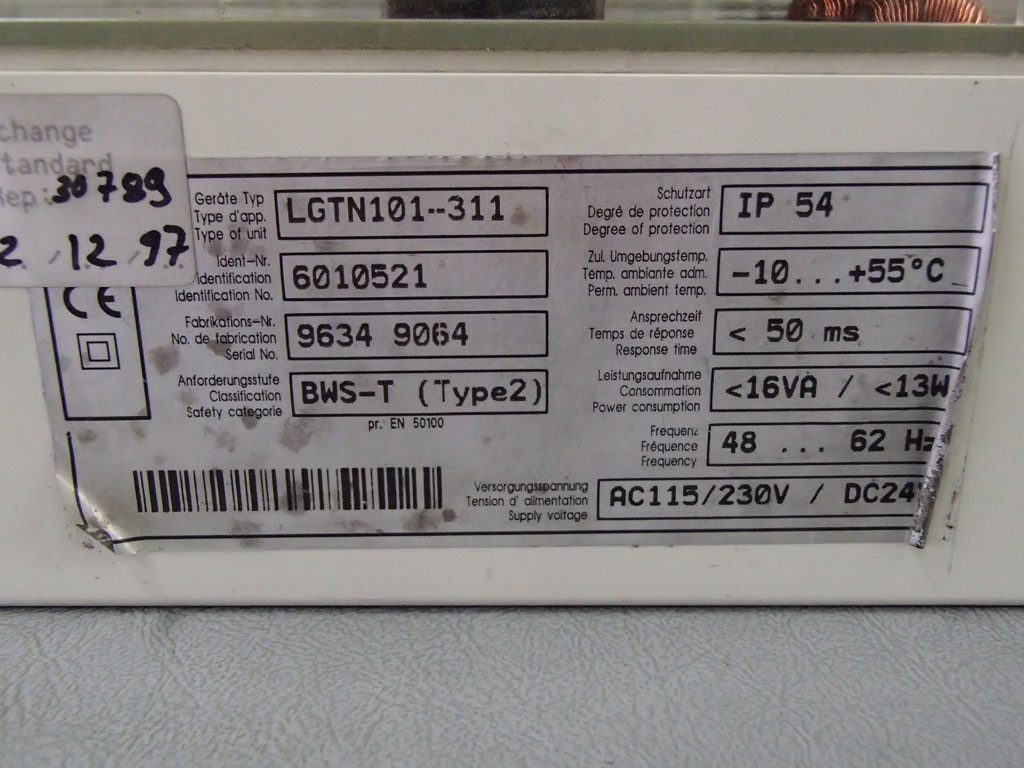 change
tandard
Rep: 30789
2 /12/97
CE
Geräte Typ
Type d'app.
Type of unit
LGTN101--311
Ident-Nr.
Identification
Identification No.
6010521
Fabrikations-Nr.
No. de fabrication
Serial No.
9634 9064
Anforderungsstufe
Classification
Safety categorie
BWS-T (Type2)
pr. EN 50100
Schutzart
Degrè de protection
Degree of protection
IP 54
Zul. Umgebungstemp.
Temp. ambiante adm.
Perm. ambient temp.
-10...+55°C
Ansprechzeit
Temps de réponse
Response time
< 50 ms
Leistungsaufnahme
Consommation
Power consumption
<16VA / <13W
Frequenz
Fréquence
Frequency
48 ... 62 Hz
Versorgungsspannung
Tension d' alimentation
Supply voltage
AC115/230V / DC24V